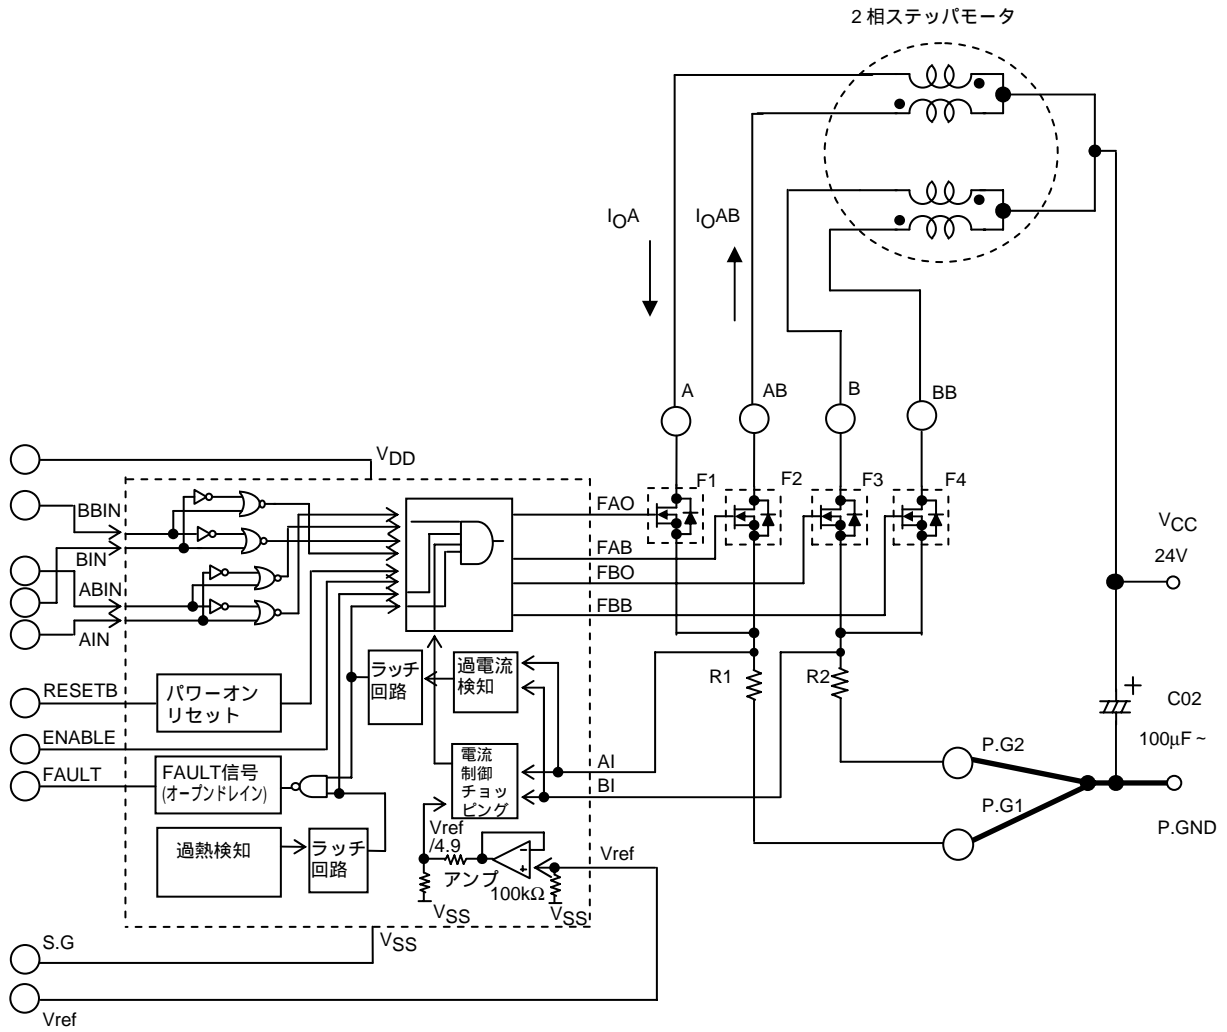 2相ステッパモータ
IOA
IOAB
A
AB
B
BB
VDD
F1
F2
F3
F4
BBIN
BIN
ABIN
AIN
FAO
FAB
FBO
FBB
VCC
24V
RESETB
パワーオン
リセット
ラッチ
回路
過電流
検知
R1
R2
+
C02
100μF~
ENABLE
FAULT
FAULT信号
(オープンドレイン)
電流
制御
チョッ
ピング
AI
BI
P.G2
P.G1
P.GND
過熱検知
ラッチ
回路
Vref
/4.9
アンプ
100kΩ
Vref
VSS
VSS
S.G
VSS
Vref